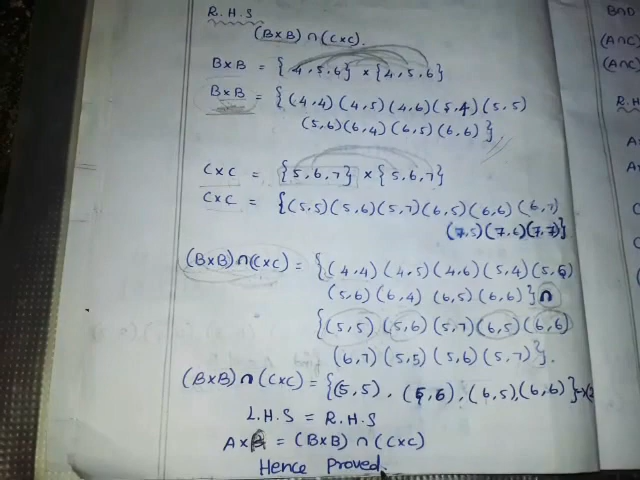 R.H.S
(B×B) ∩ (C×C).
B×B = {4,5,6} × {4,5,6}
B×B = {(4,4) (4,5) (4,6) (5,4) (5,5)
(5,6) (6,4) (6,5) (6,6)}
C×C = {5,6,7} × {5,6,7}
C×C = {(5,5) (5,6) (5,7) (6,5) (6,6) (6,7)
(7,5) (7,6) (7,7)}
(B×B) ∩ (C×C) = {(4,4) (4,5) (4,6) (5,4) (5,5)
(5,6) (6,4) (6,5) (6,6)} ∩
{(5,5) (5,6) (5,7) (6,5) (6,6)
(6,7) (5,5) (5,6) (5,7)}.
(B×B) ∩ (C×C) = {(5,5), (5,6), (6,5), (6,6)}
L.H.S = R.H.S
A× = (B×B) ∩ (C×C)
Hence Proved.
B∩D
(A∩C)
(A∩C)
R.H